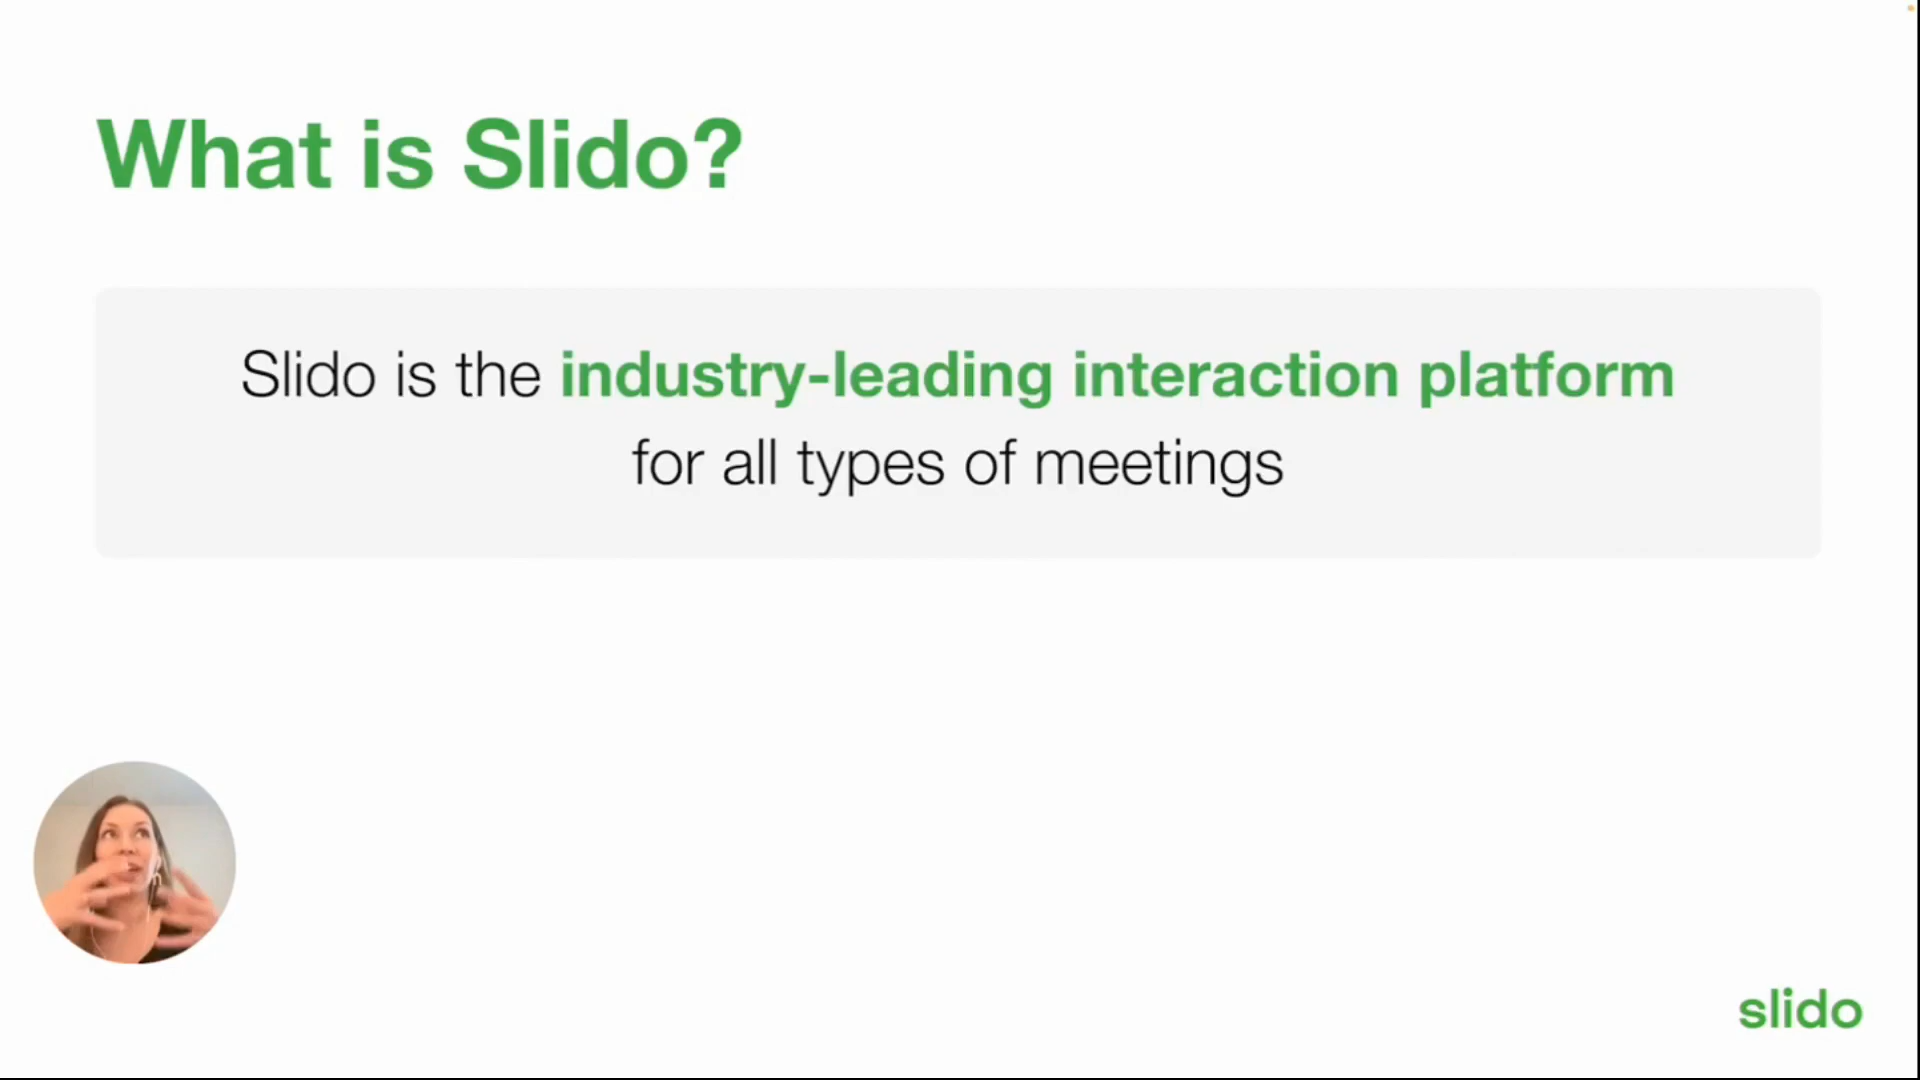 What is Slido?
Slido is the industry-leading interaction platform
for all types of meetings
slido